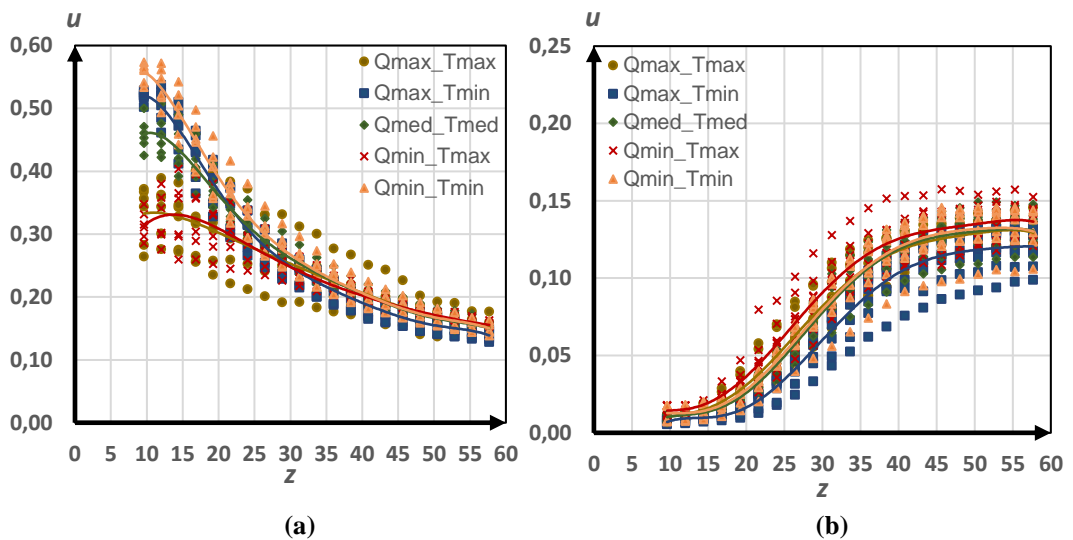 u
0,60
0,50
0,40
0,30
0,20
0,10
0,00
0 5 10 15 20 25 30 35 40 45 50 55 60
z
Qmax_Tmax
Qmax_Tmin
Qmed_Tmed
Qmin_Tmax
Qmin_Tmin
(a)
u
0,25
0,20
0,15
0,10
0,05
0,00
0 5 10 15 20 25 30 35 40 45 50 55 60
z
Qmax_Tmax
Qmax_Tmin
Qmed_Tmed
Qmin_Tmax
Qmin_Tmin
(b)